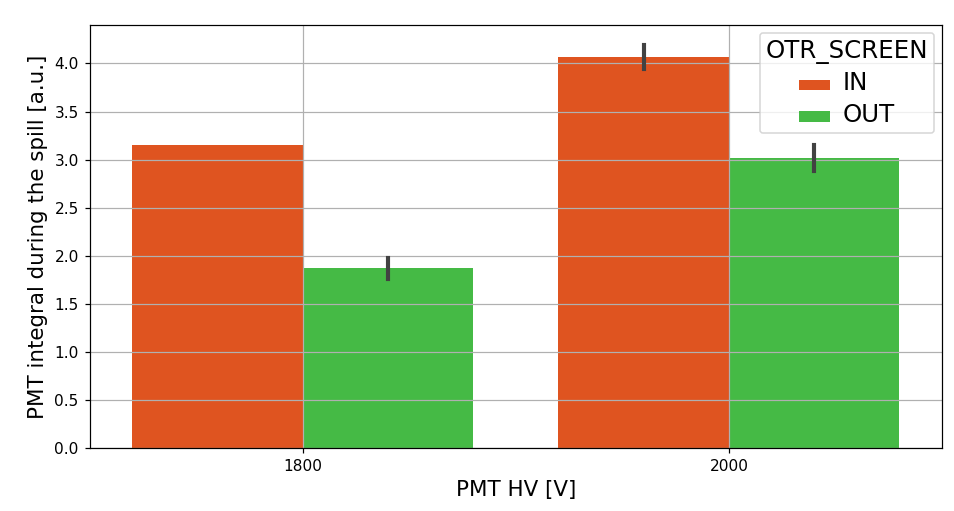 PMT integral during the spill [a.u.]
4.0
3.5
3.0
2.5
2.0
1.5
1.0
0.5
0.0
OTR_SCREEN
IN
OUT
1800
2000
PMT HV [V]